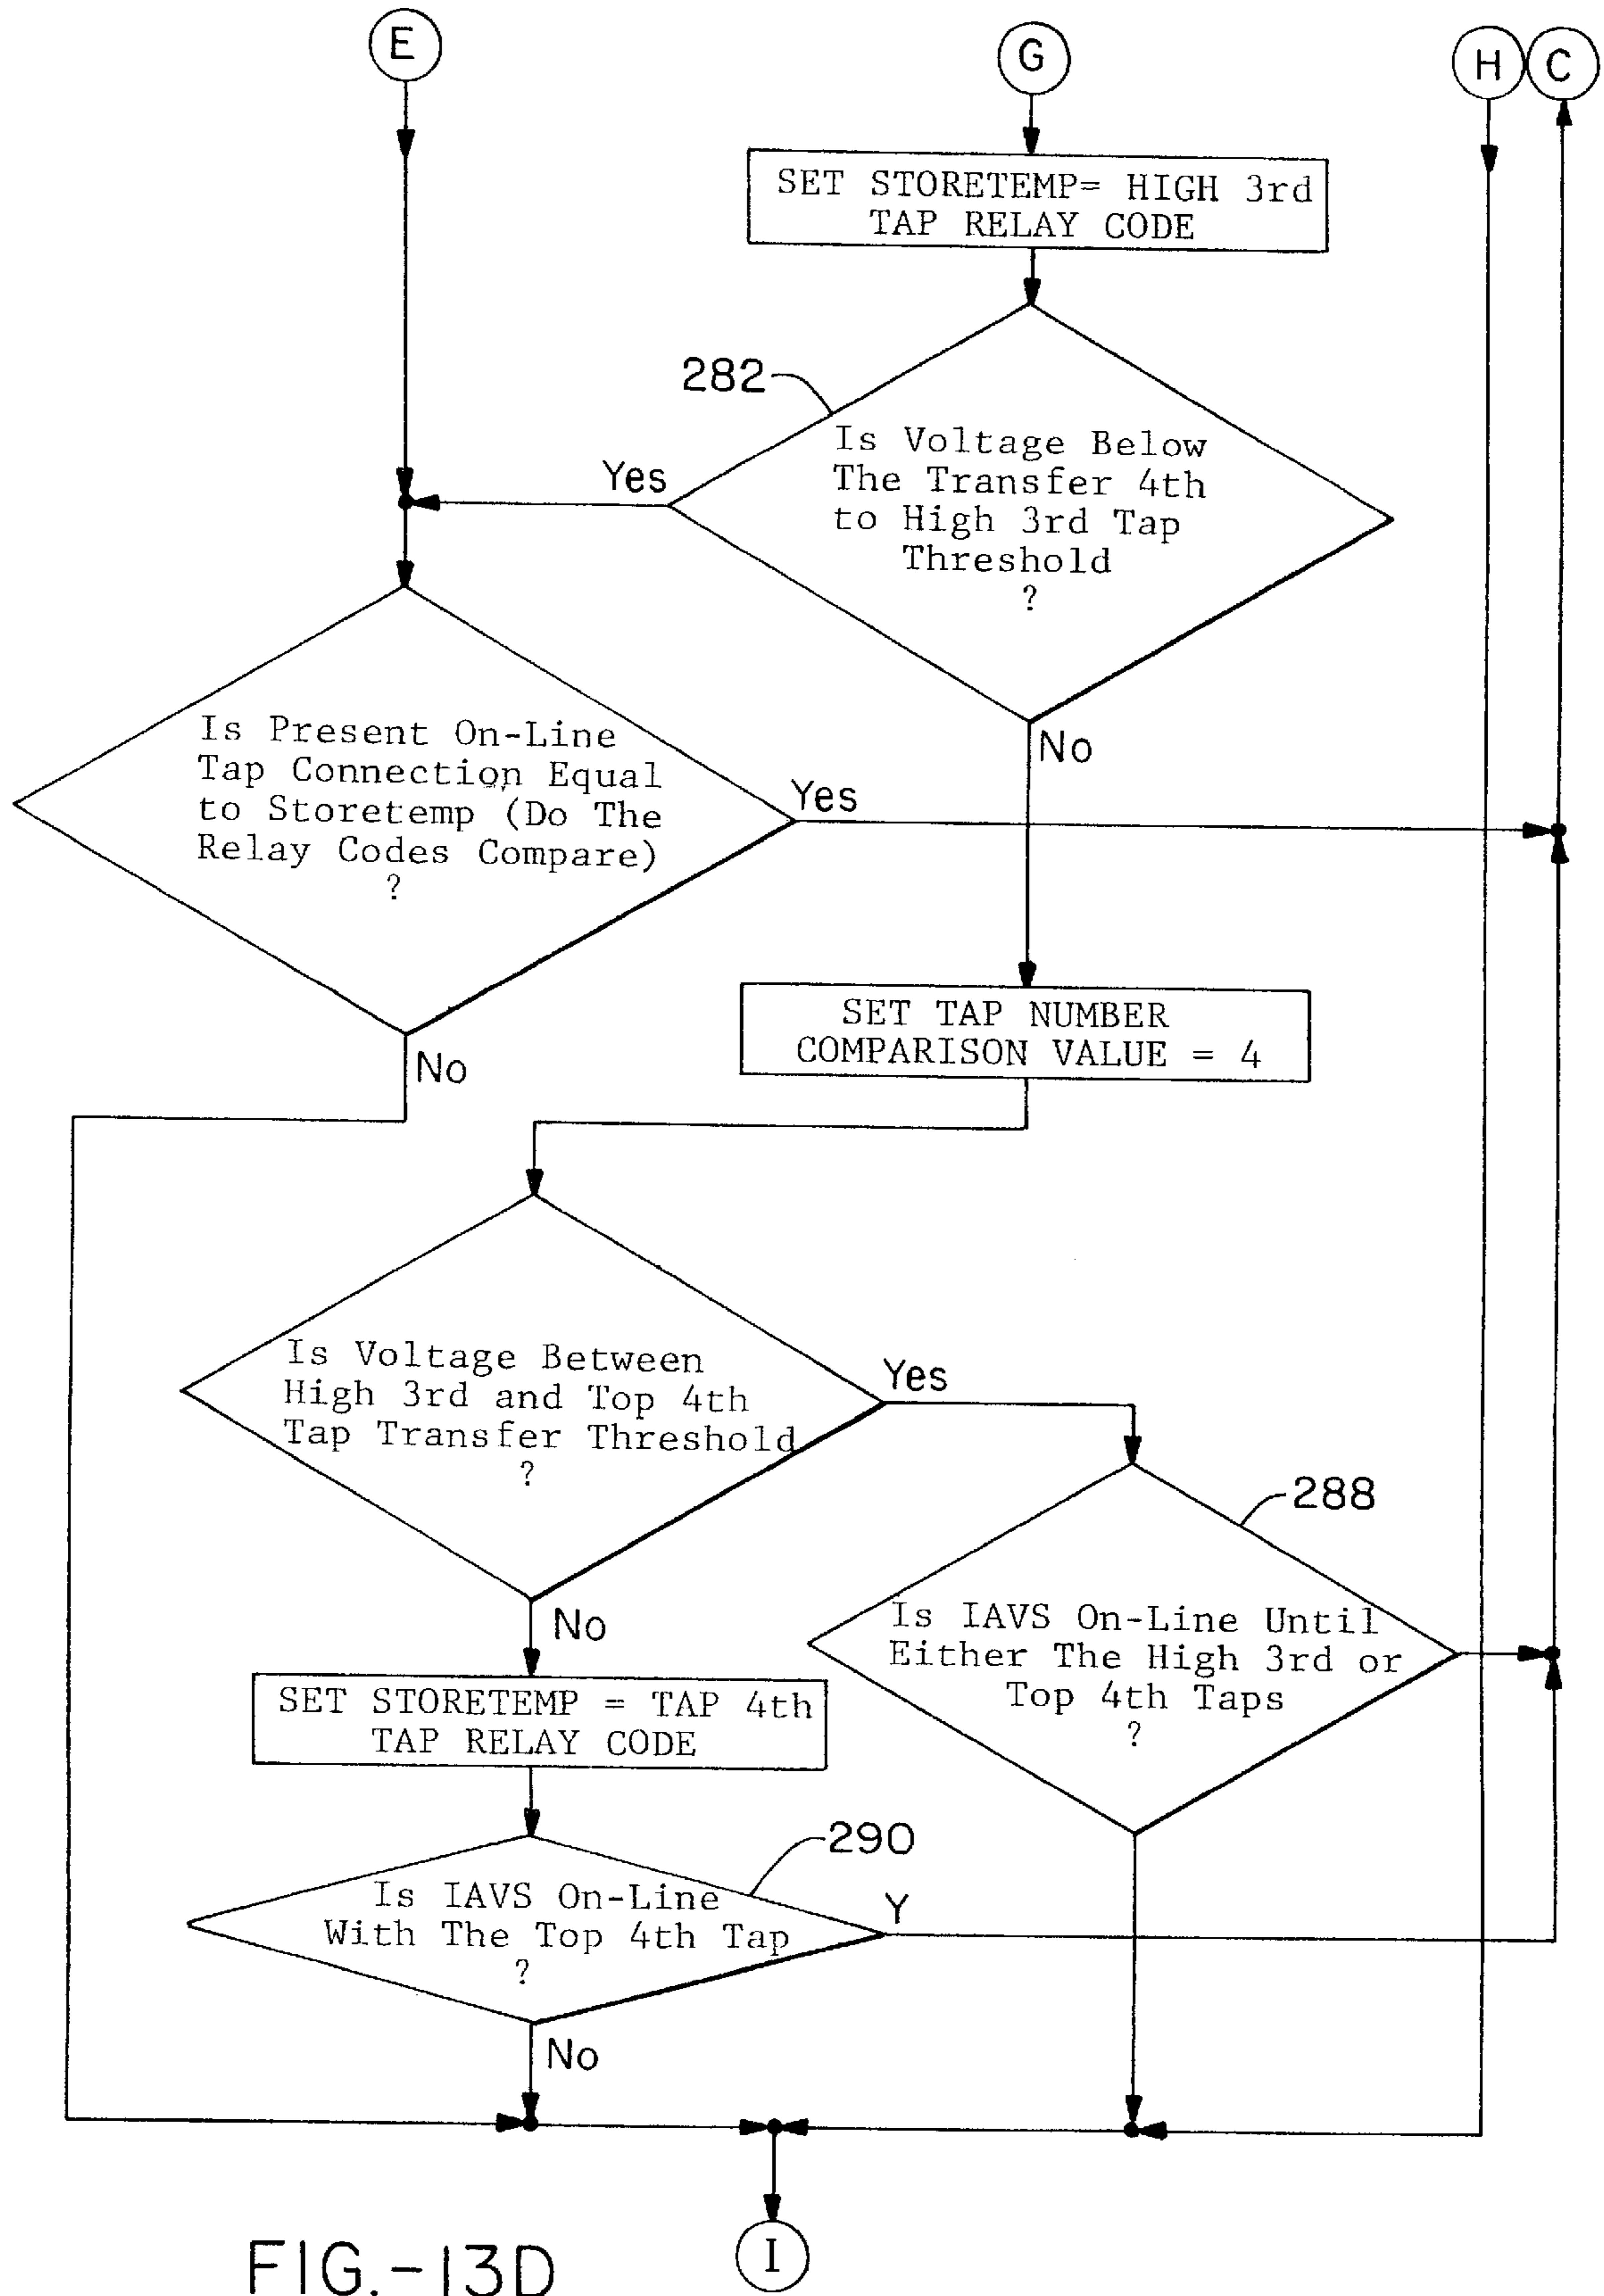 E
G
H
C
SET STORETEMP= HIGH 3rd
TAP RELAY CODE
282
Is Voltage Below
The Transfer 4th
to High 3rd Tap
Threshold
?
Yes
No
Is Present On-Line
Tap Connection Equal
to Storetemp (Do The
Relay Codes Compare)
?
Yes
No
SET TAP NUMBER
COMPARISON VALUE = 4
Is Voltage Between
High 3rd and Top 4th
Tap Transfer Threshold
?
Yes
No
288
Is IAVS On-Line Until
Either The High 3rd or
Top 4th Taps
?
SET STORETEMP = TAP 4th
TAP RELAY CODE
290
Is IAVS On-Line
With The Top 4th Tap
?
Y
No
I
FIG.-13D